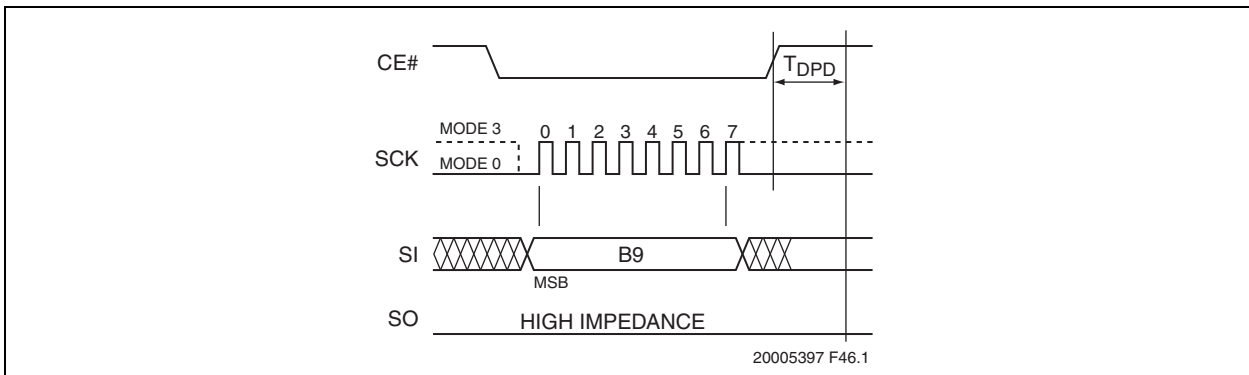 CE#
TDPD
MODE 3
0 1 2 3 4 5 6 7
SCK
MODE 0
SI
B9
MSB
SO
HIGH IMPEDANCE
20005397 F46.1